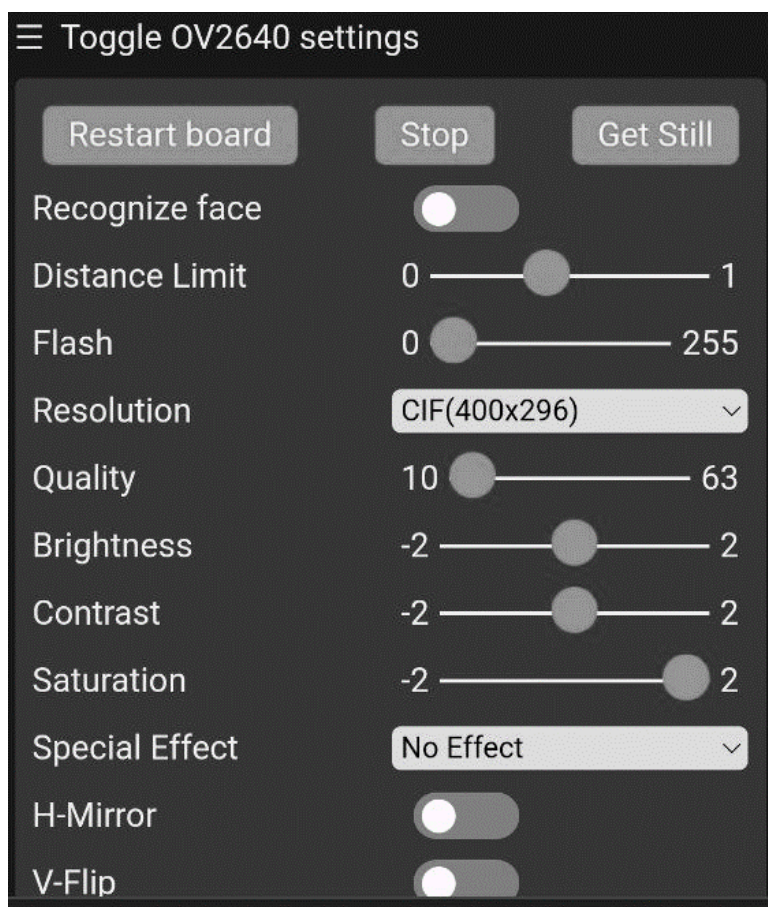 ☰ Toggle OV2640 settings
Restart board Stop Get Still
Recognize face
Distance Limit 0 1
Flash 0 255
Resolution CIF(400x296)
Quality 10 63
Brightness -2 2
Contrast -2 2
Saturation -2 2
Special Effect No Effect
H-Mirror
V-Flip